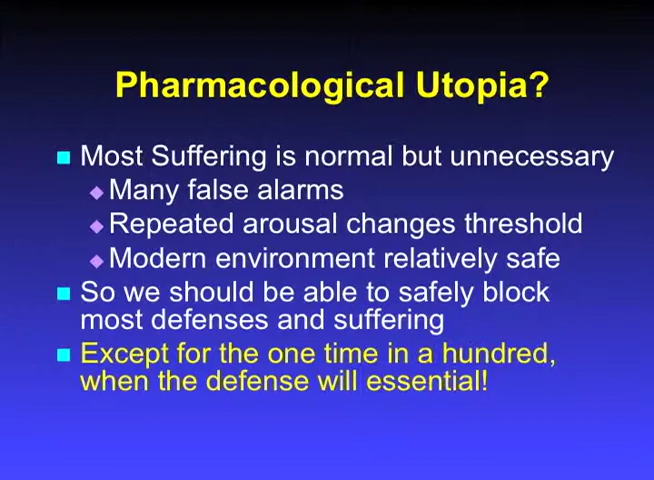 Pharmacological Utopia?
Most Suffering is normal but unnecessary
Many false alarms
Repeated arousal changes threshold
Modern environment relatively safe
So we should be able to safely block
most defenses and suffering
Except for the one time in a hundred,
when the defense will essential!